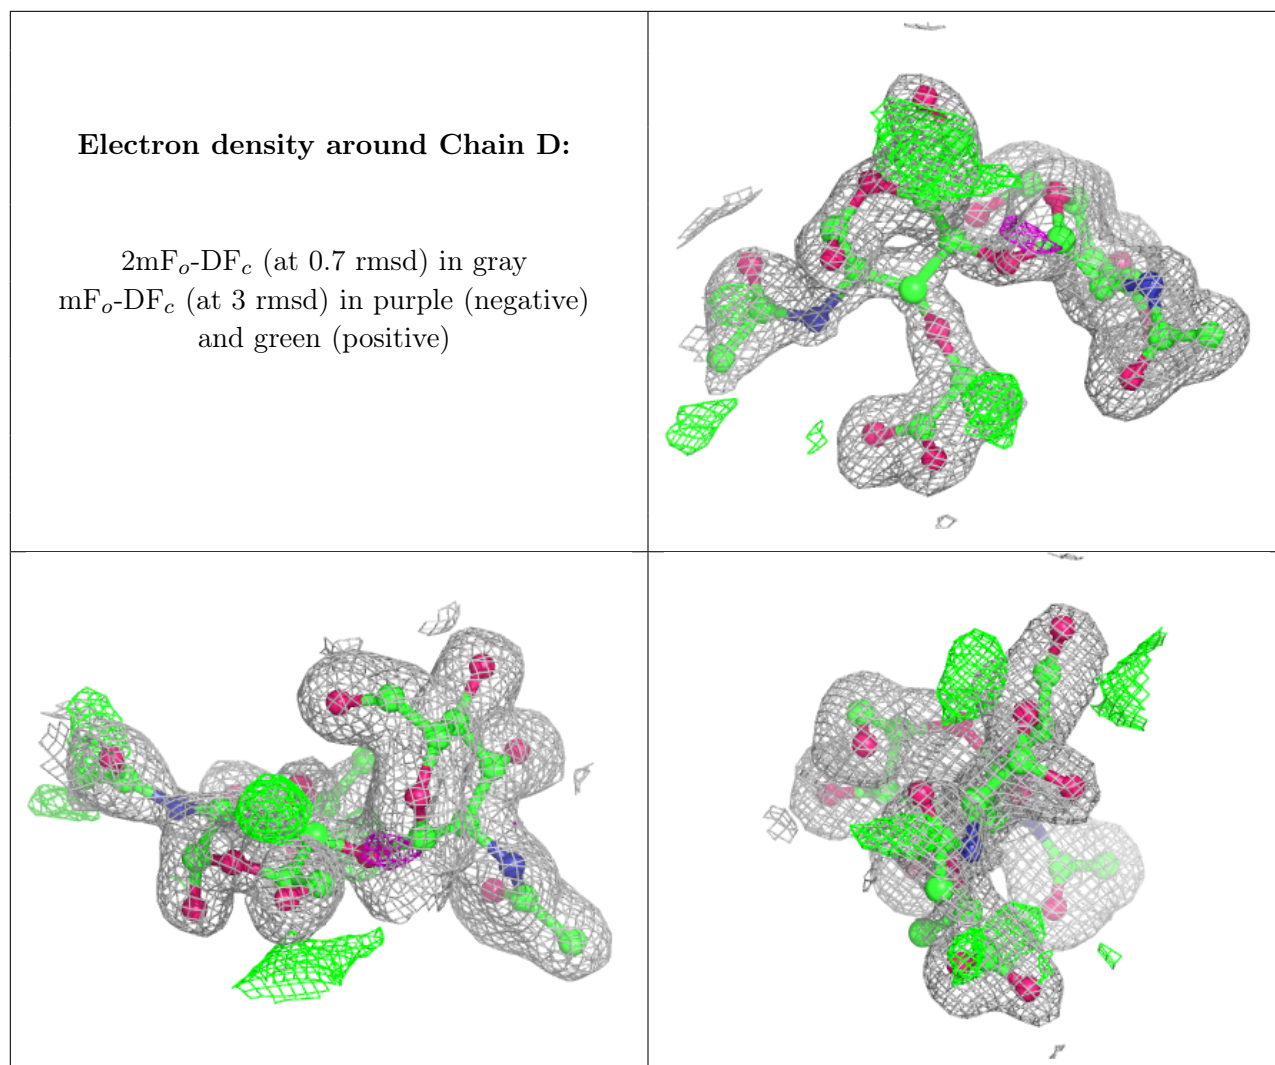 Electron density around Chain D:
2mFₒ-DF𝒸 (at 0.7 rmsd) in gray
mFₒ-DF𝒸 (at 3 rmsd) in purple (negative)
and green (positive)